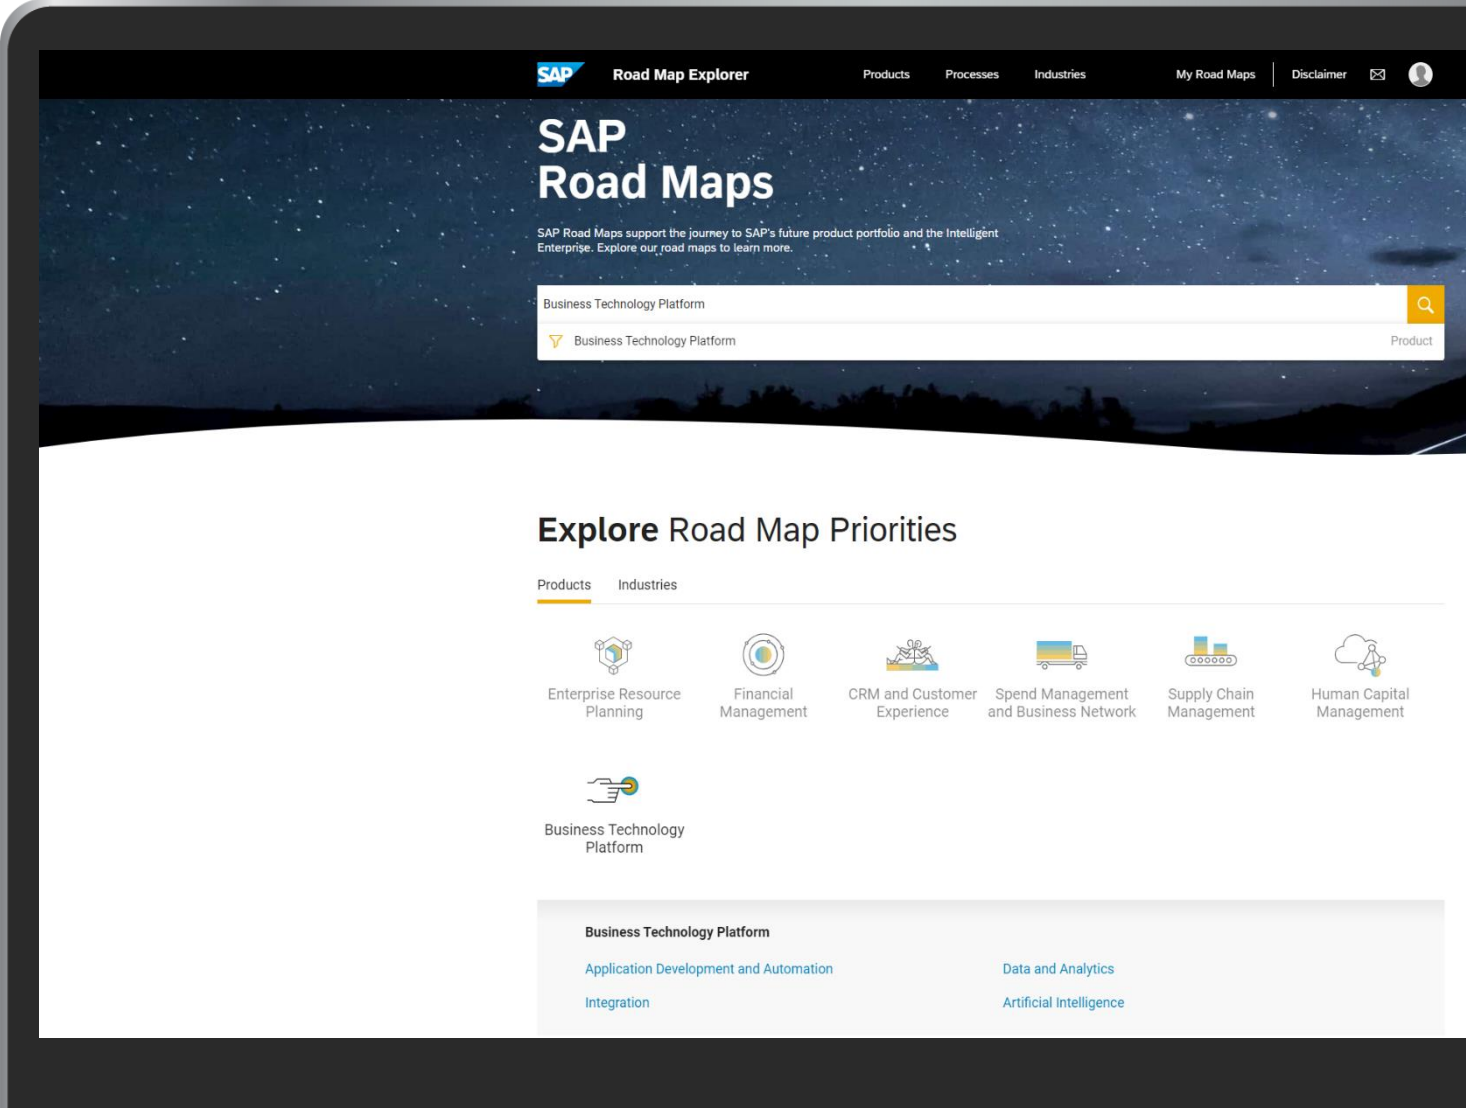 SAP Road Map Explorer Products Processes Industries My Road Maps Disclaimer
SAP
Road Maps
SAP Road Maps support the journey to SAP's future product portfolio and the Intelligent
Enterprise. Explore our road maps to learn more.
Business Technology Platform
Business Technology Platform Product
Explore Road Map Priorities
Products Industries
Enterprise Resource
Planning
Financial
Management
CRM and Customer
Experience
Spend Management
and Business Network
Supply Chain
Management
Human Capital
Management
Business Technology
Platform
Business Technology Platform
Application Development and Automation
Data and Analytics
Integration
Artificial Intelligence